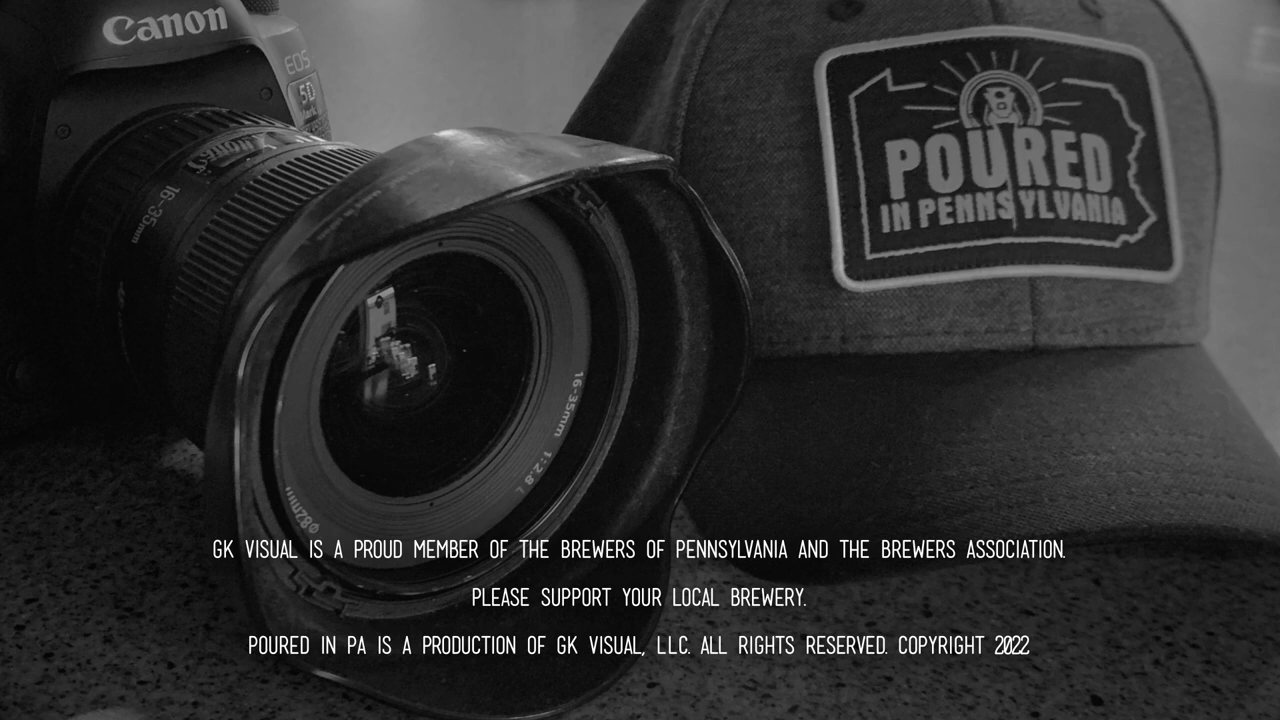 Canon
EOS
5D
16-35mm
POURED
IN PENNSYLVANIA
16-35mm 1:2.8 L
ø82mm
GK VISUAL IS A PROUD MEMBER OF THE BREWERS OF PENNSYLVANIA AND THE BREWERS ASSOCIATION.
PLEASE SUPPORT YOUR LOCAL BREWERY.
POURED IN PA IS A PRODUCTION OF GK VISUAL, LLC. ALL RIGHTS RESERVED. COPYRIGHT 2022